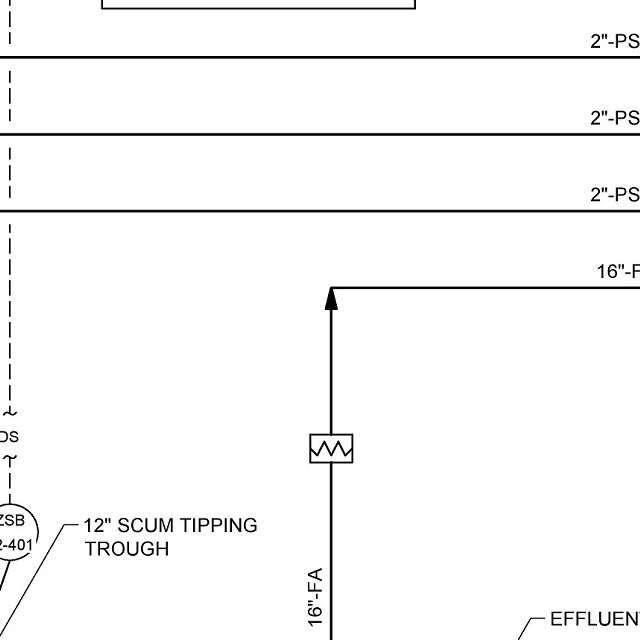 2"-PS
2"-PS
2"-PS
16"-F
DS
ZSB
2-401
12" SCUM TIPPING
TROUGH
16"-FA
EFFLUEN